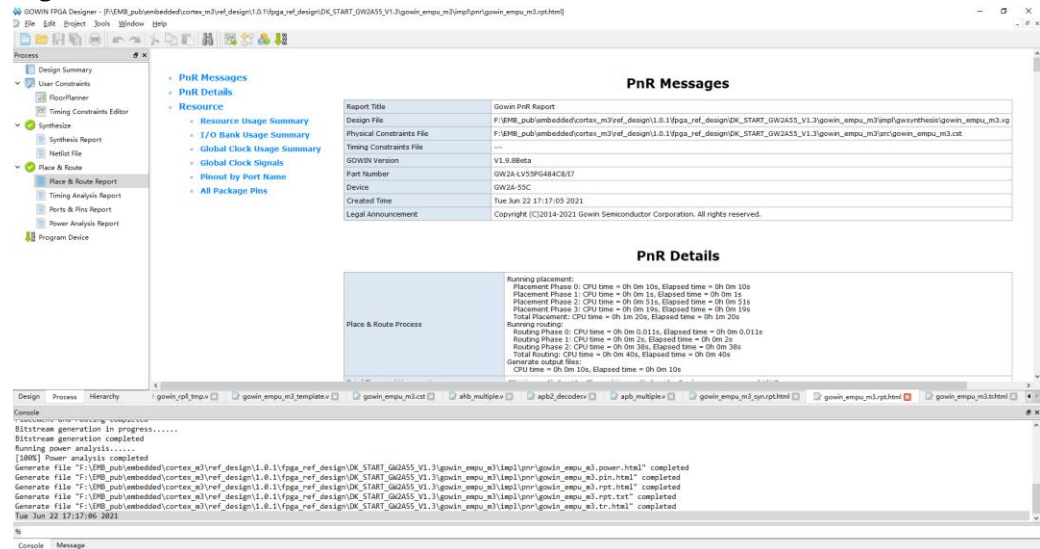 GOWIN FPGA Designer - [F:\EMB_pub\embedded\cortex_m3\ref_design\1.0.1\fpga_ref_design\DK_START_GW2A55_V1.3\gowin_empu_m3\impl\pnr\gowin_empu_m3.rpt.html]
File Edit Project Tools Window Help
Process
Design Summary
User Constraints
FloorPlanner
Timing Constraints Editor
Synthesize
Synthesis Report
Netlist File
Place & Route
Place & Route Report
Timing Analysis Report
Ports & Pins Report
Power Analysis Report
Program Device
PnR Messages
PnR Details
Resource
Resource Usage Summary
I/O Bank Usage Summary
Global Clock Usage Summary
Global Clock Signals
Pinout by Port Name
All Package Pins
PnR Messages
Report Title Gowin PnR Report
Design File F:\EMB_pub\embedded\cortex_m3\ref_design\1.0.1\fpga_ref_design\DK_START_GW2A55_V1.3\gowin_empu_m3\impl\gwsynthesis\gowin_empu_m3.vg
Physical Constraints File F:\EMB_pub\embedded\cortex_m3\ref_design\1.0.1\fpga_ref_design\DK_START_GW2A55_V1.3\gowin_empu_m3\src\gowin_empu_m3.cst
Timing Constraints File ---
GOWIN Version V1.9.8Beta
Part Number GW2A-LV55PG484C8/I7
Device GW2A-55C
Created Time Tue Jun 22 17:17:05 2021
Legal Announcement Copyright (C)2014-2021 Gowin Semiconductor Corporation. All rights reserved.
PnR Details
Place & Route Process
Running placement:
Placement Phase 0: CPU time = 0h 0m 10s, Elapsed time = 0h 0m 10s
Placement Phase 1: CPU time = 0h 0m 1s, Elapsed time = 0h 0m 1s
Placement Phase 2: CPU time = 0h 0m 51s, Elapsed time = 0h 0m 51s
Placement Phase 3: CPU time = 0h 0m 19s, Elapsed time = 0h 0m 19s
Total Placement: CPU time = 0h 1m 20s, Elapsed time = 0h 1m 20s
Running routing:
Routing Phase 0: CPU time = 0h 0m 0.011s, Elapsed time = 0h 0m 0.011s
Routing Phase 1: CPU time = 0h 0m 2s, Elapsed time = 0h 0m 2s
Routing Phase 2: CPU time = 0h 0m 38s, Elapsed time = 0h 0m 38s
Total Routing: CPU time = 0h 0m 40s, Elapsed time = 0h 0m 40s
Generate output files:
CPU time = 0h 0m 10s, Elapsed time = 0h 0m 10s
Design Process Hierarchy
gowin_rpll_tmp.v gowin_empu_m3_template.v gowin_empu_m3.cst ahb_multiple.v apb2_decoder.v apb_multiple.v gowin_empu_m3_syn.rpt.html gowin_empu_m3.rpt.html gowin_empu_m3.tr.html
Console
Bitstream generation in progress......
Bitstream generation completed
Running power analysis......
[100%] Power analysis completed
Generate file "F:\EMB_pub\embedded\cortex_m3\ref_design\1.0.1\fpga_ref_design\DK_START_GW2A55_V1.3\gowin_empu_m3\impl\pnr\gowin_empu_m3.power.html" completed
Generate file "F:\EMB_pub\embedded\cortex_m3\ref_design\1.0.1\fpga_ref_design\DK_START_GW2A55_V1.3\gowin_empu_m3\impl\pnr\gowin_empu_m3.pin.html" completed
Generate file "F:\EMB_pub\embedded\cortex_m3\ref_design\1.0.1\fpga_ref_design\DK_START_GW2A55_V1.3\gowin_empu_m3\impl\pnr\gowin_empu_m3.rpt.html" completed
Generate file "F:\EMB_pub\embedded\cortex_m3\ref_design\1.0.1\fpga_ref_design\DK_START_GW2A55_V1.3\gowin_empu_m3\impl\pnr\gowin_empu_m3.rpt.txt" completed
Generate file "F:\EMB_pub\embedded\cortex_m3\ref_design\1.0.1\fpga_ref_design\DK_START_GW2A55_V1.3\gowin_empu_m3\impl\pnr\gowin_empu_m3.tr.html" completed
Tue Jun 22 17:17:06 2021
%
Console Message